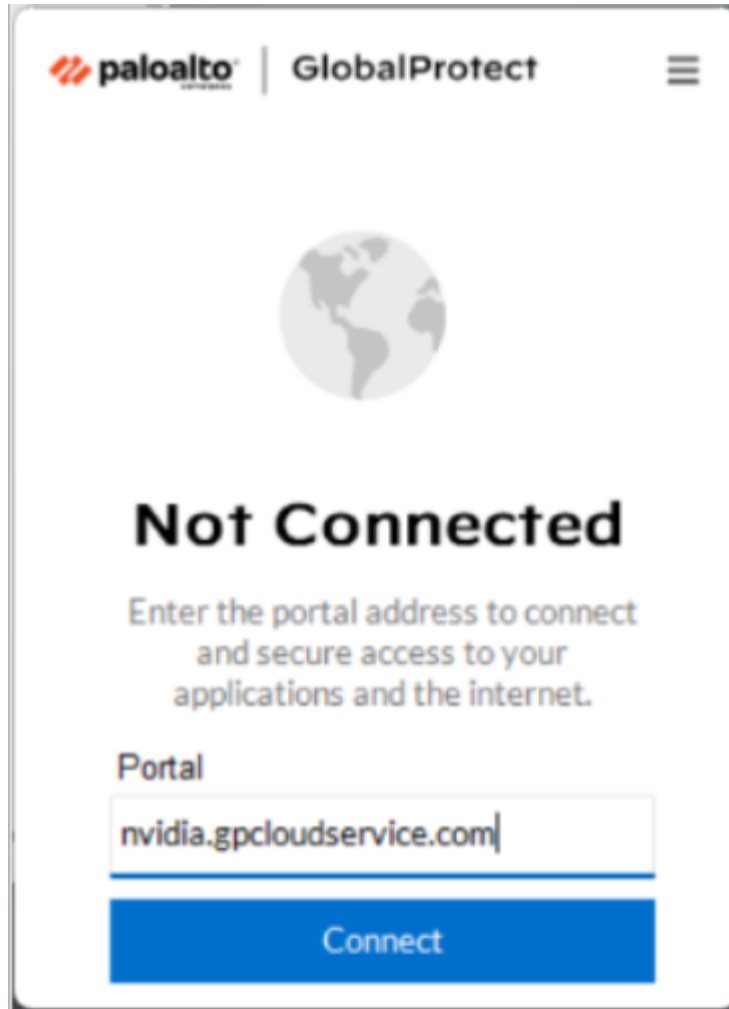 paloalto | GlobalProtect
NETWORKS
Not Connected
Enter the portal address to connect
and secure access to your
applications and the internet.
Portal
nvidia.gpcloudservice.com
Connect